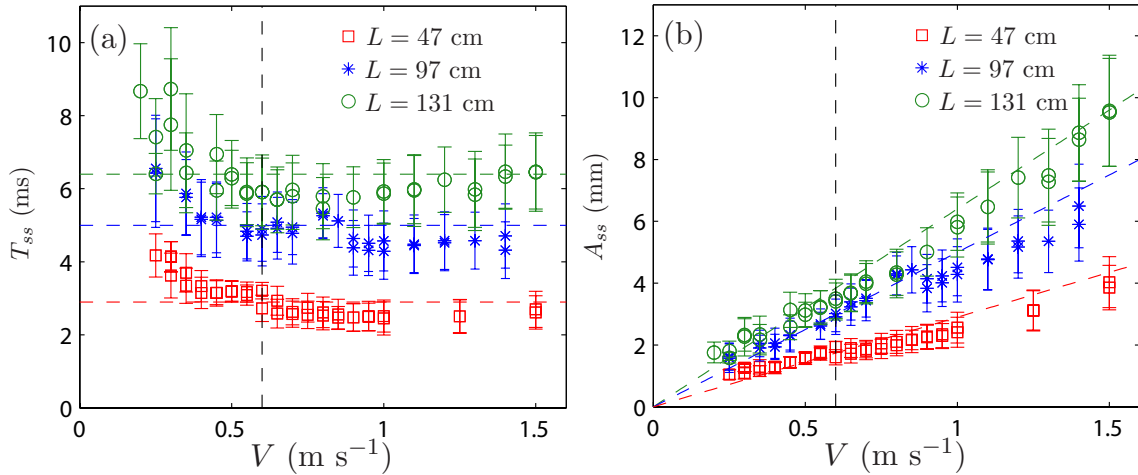 (a)
L = 47 cm
L = 97 cm
L = 131 cm
10
8
6
4
2
0
0
0.5
1
1.5
T_ss (ms)
V (m s⁻¹)
(b)
L = 47 cm
L = 97 cm
L = 131 cm
12
10
8
6
4
2
0
0
0.5
1
1.5
A_ss (mm)
V (m s⁻¹)